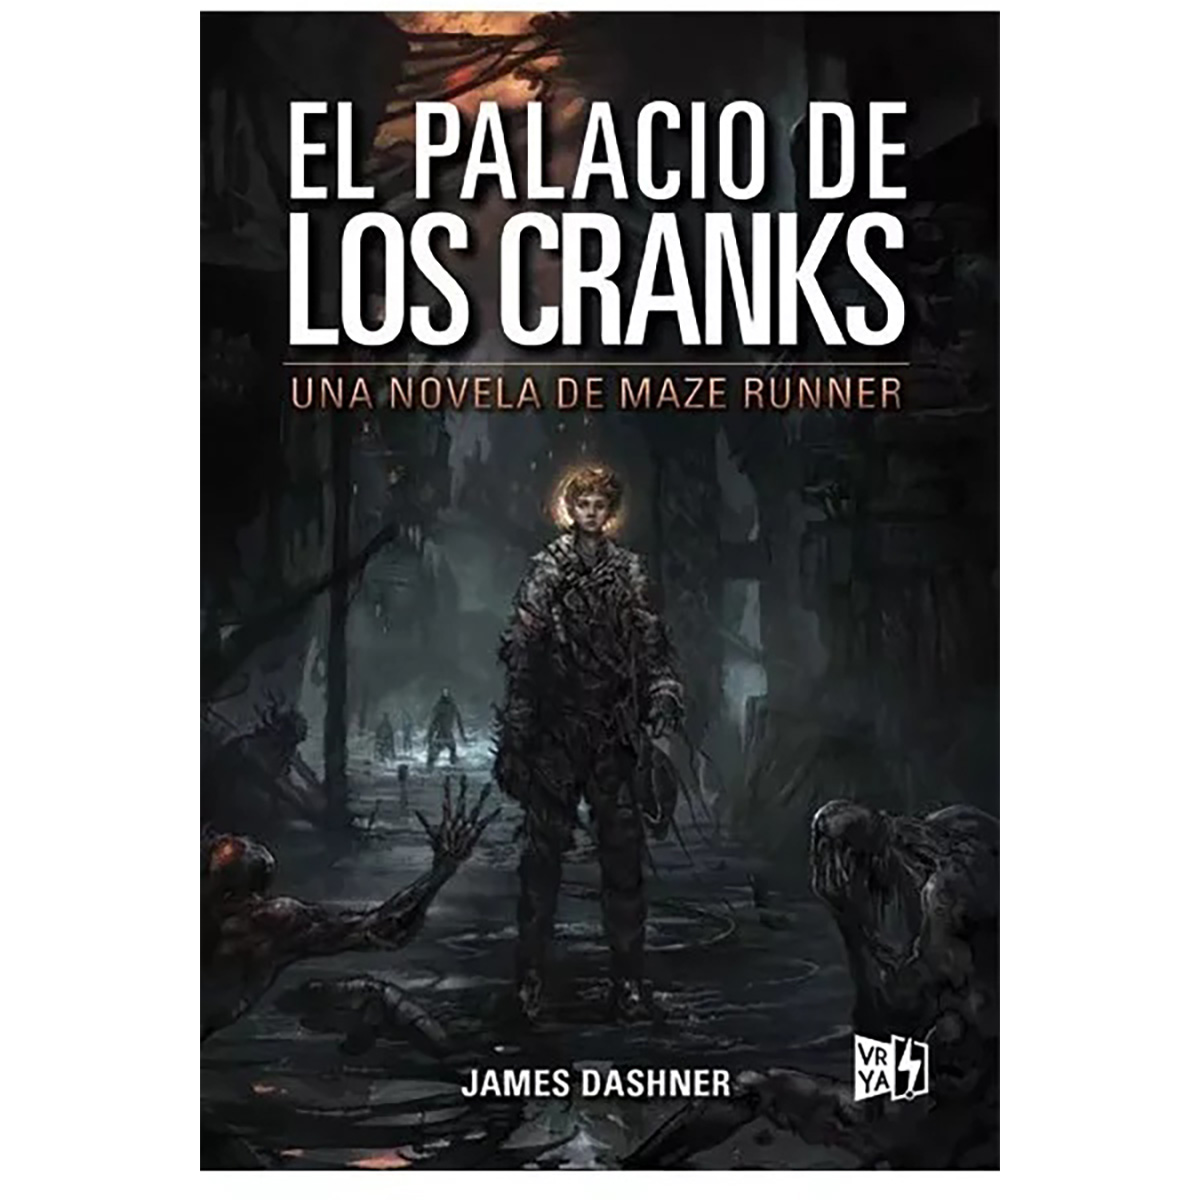 EL PALACIO DE
LOS CRANKS
UNA NOVELA DE MAZE RUNNER
JAMES DASHNER
VR
YA